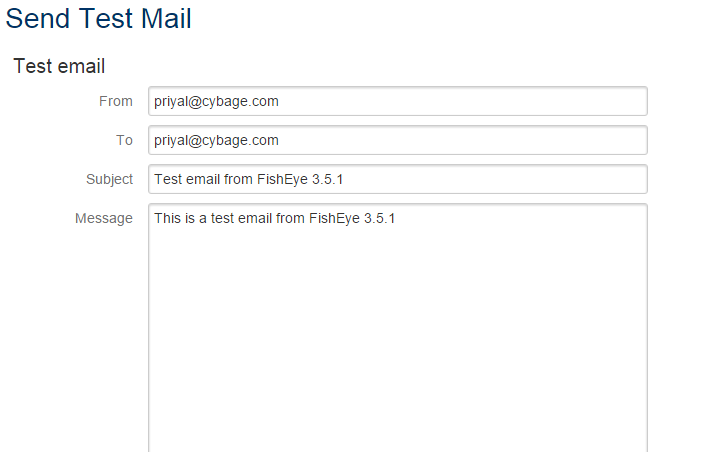 Send Test Mail
Test email
From priyal@cybage.com
To priyal@cybage.com
Subject Test email from FishEye 3.5.1
Message This is a test email from FishEye 3.5.1